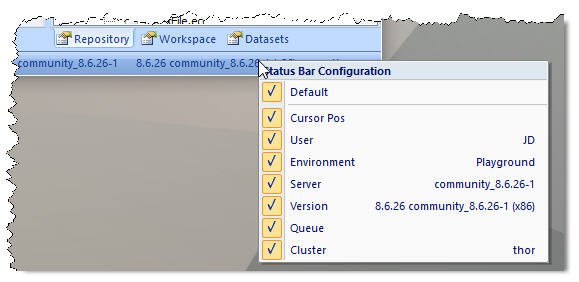 Repository Workspace Datasets
community_8.6.26-1 8.6.26 community_8.6.26
Status Bar Configuration
Default
Cursor Pos
User JD
Environment Playground
Server community_8.6.26-1
Version 8.6.26 community_8.6.26-1 (x86)
Queue
Cluster thor